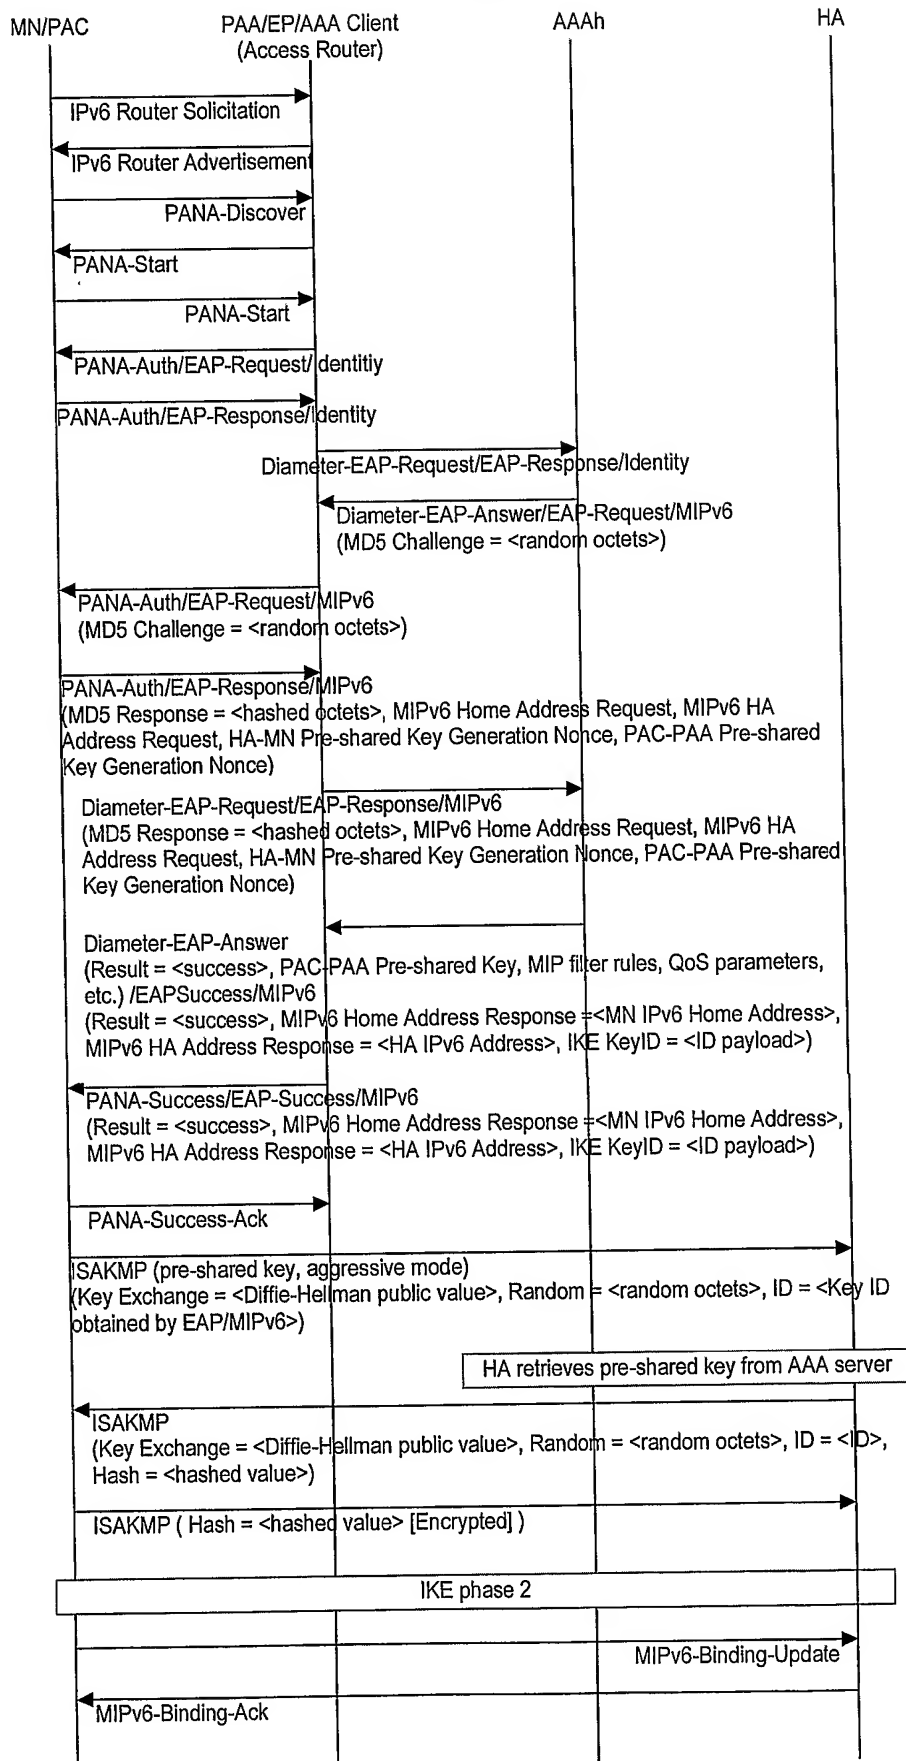 MN/PAC PAA/EP/AAA Client AAAh HA
(Access Router)
IPv6 Router Solicitation
IPv6 Router Advertisement
PANA-Discover
PANA-Start
PANA-Start
PANA-Auth/EAP-Request/Identitiy
PANA-Auth/EAP-Response/Identity
Diameter-EAP-Request/EAP-Response/Identity
Diameter-EAP-Answer/EAP-Request/MIPv6
(MD5 Challenge = <random octets>)
PANA-Auth/EAP-Request/MIPv6
(MD5 Challenge = <random octets>)
PANA-Auth/EAP-Response/MIPv6
(MD5 Response = <hashed octets>, MIPv6 Home Address Request, MIPv6 HA
Address Request, HA-MN Pre-shared Key Generation Nonce, PAC-PAA Pre-shared
Key Generation Nonce)
Diameter-EAP-Request/EAP-Response/MIPv6
(MD5 Response = <hashed octets>, MIPv6 Home Address Request, MIPv6 HA
Address Request, HA-MN Pre-shared Key Generation Nonce, PAC-PAA Pre-shared
Key Generation Nonce)
Diameter-EAP-Answer
(Result = <success>, PAC-PAA Pre-shared Key, MIP filter rules, QoS parameters,
etc.) /EAPSuccess/MIPv6
(Result = <success>, MIPv6 Home Address Response =<MN IPv6 Home Address>,
MIPv6 HA Address Response = <HA IPv6 Address>, IKE KeyID = <ID payload>)
PANA-Success/EAP-Success/MIPv6
(Result = <success>, MIPv6 Home Address Response =<MN IPv6 Home Address>,
MIPv6 HA Address Response = <HA IPv6 Address>, IKE KeyID = <ID payload>)
PANA-Success-Ack
ISAKMP (pre-shared key, aggressive mode)
(Key Exchange = <Diffie-Hellman public value>, Random = <random octets>, ID = <Key ID
obtained by EAP/MIPv6>)
HA retrieves pre-shared key from AAA server
ISAKMP
(Key Exchange = <Diffie-Hellman public value>, Random = <random octets>, ID = <ID>,
Hash = <hashed value>)
ISAKMP ( Hash = <hashed value> [Encrypted] )
IKE phase 2
MIPv6-Binding-Update
MIPv6-Binding-Ack